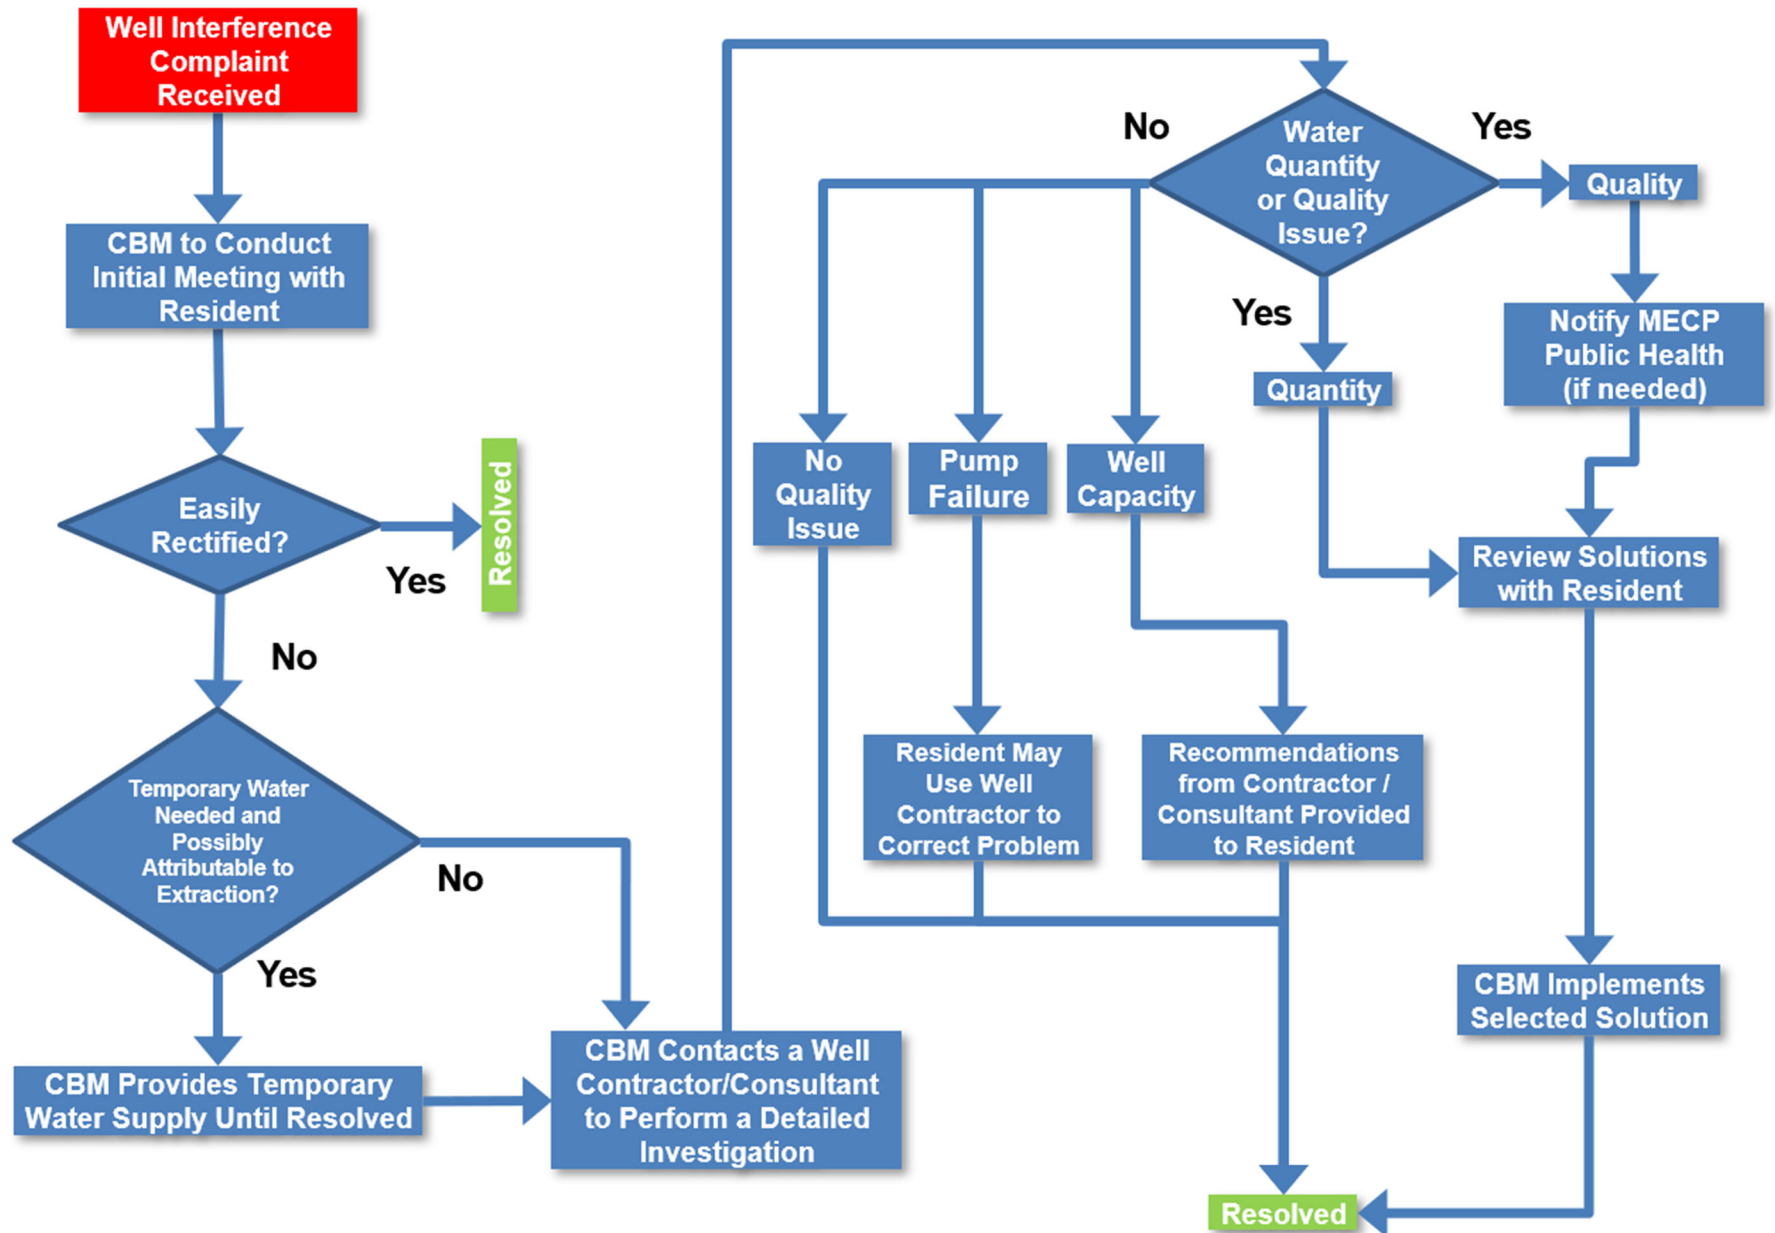 Well Interference
Complaint
Received
CBM to Conduct
Initial Meeting with
Resident
Easily
Rectified?
Yes
Resolved
No
Temporary Water
Needed and
Possibly
Attributable to
Extraction?
No
Yes
CBM Provides Temporary
Water Supply Until Resolved
CBM Contacts a Well
Contractor/Consultant
to Perform a Detailed
Investigation
Water
Quantity
or Quality
Issue?
No
Yes
Quality
Notify MECP
Public Health
(if needed)
Yes
Quantity
No
Quality
Issue
Pump
Failure
Well
Capacity
Review Solutions
with Resident
Resident May
Use Well
Contractor to
Correct Problem
Recommendations
from Contractor /
Consultant Provided
to Resident
CBM Implements
Selected Solution
Resolved